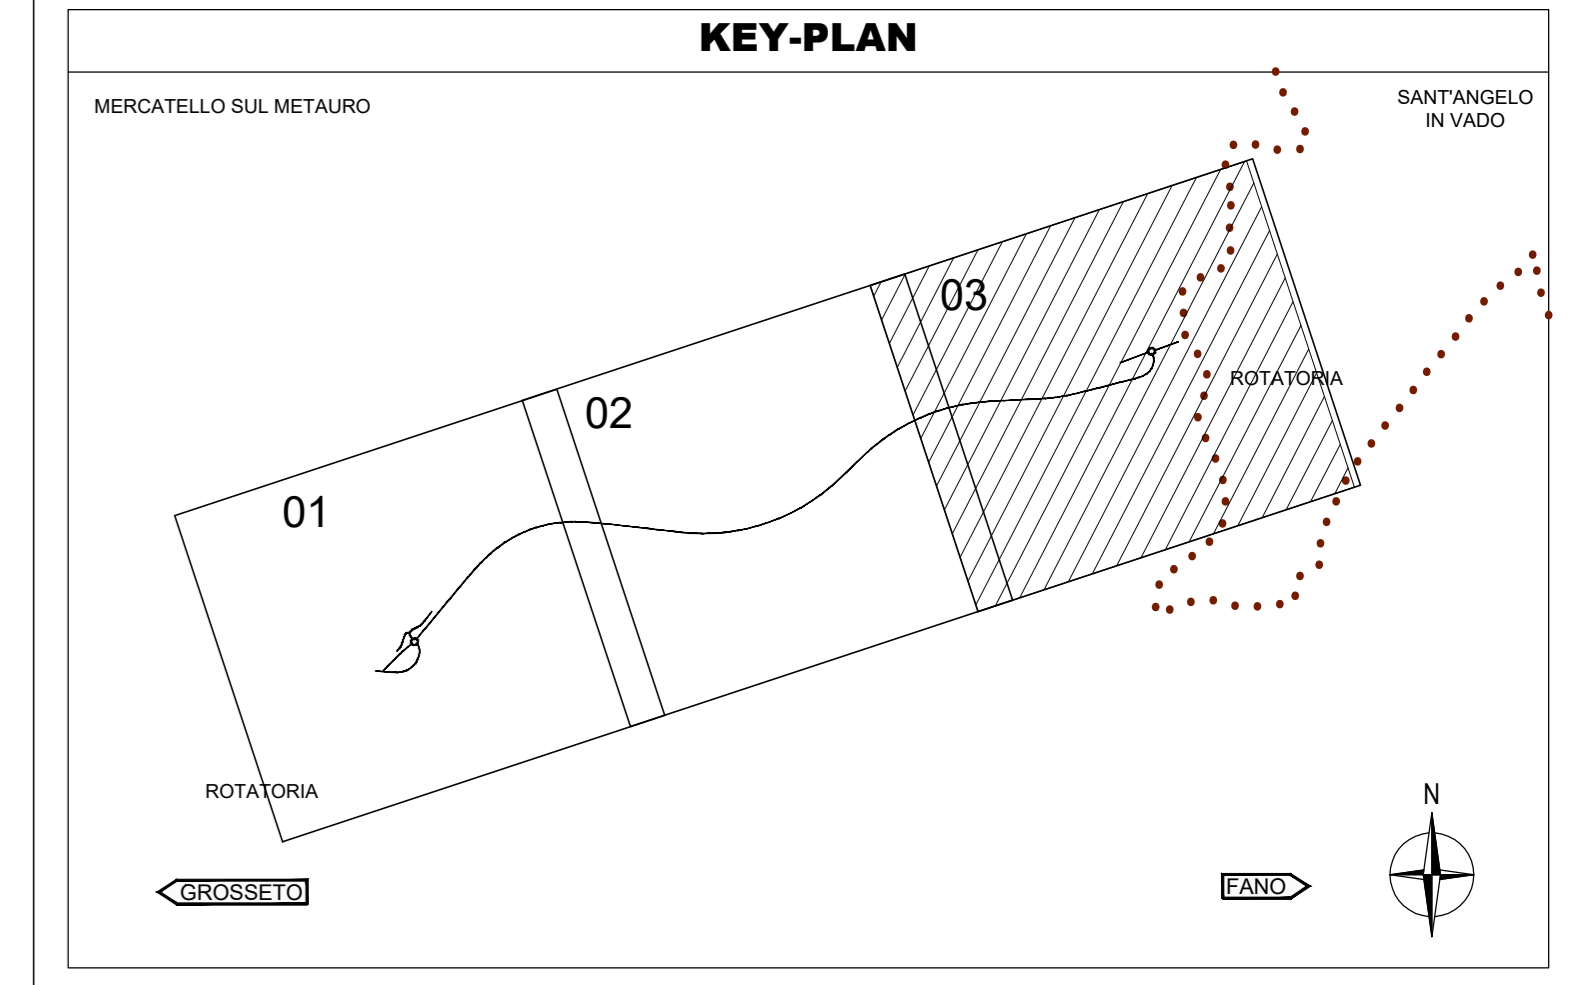 KEY-PLAN
MERCATELLO SUL METAURO
SANT'ANGELO
IN VADO
03
ROTATORIA
02
01
ROTATORIA
N
GROSSETO
FANO